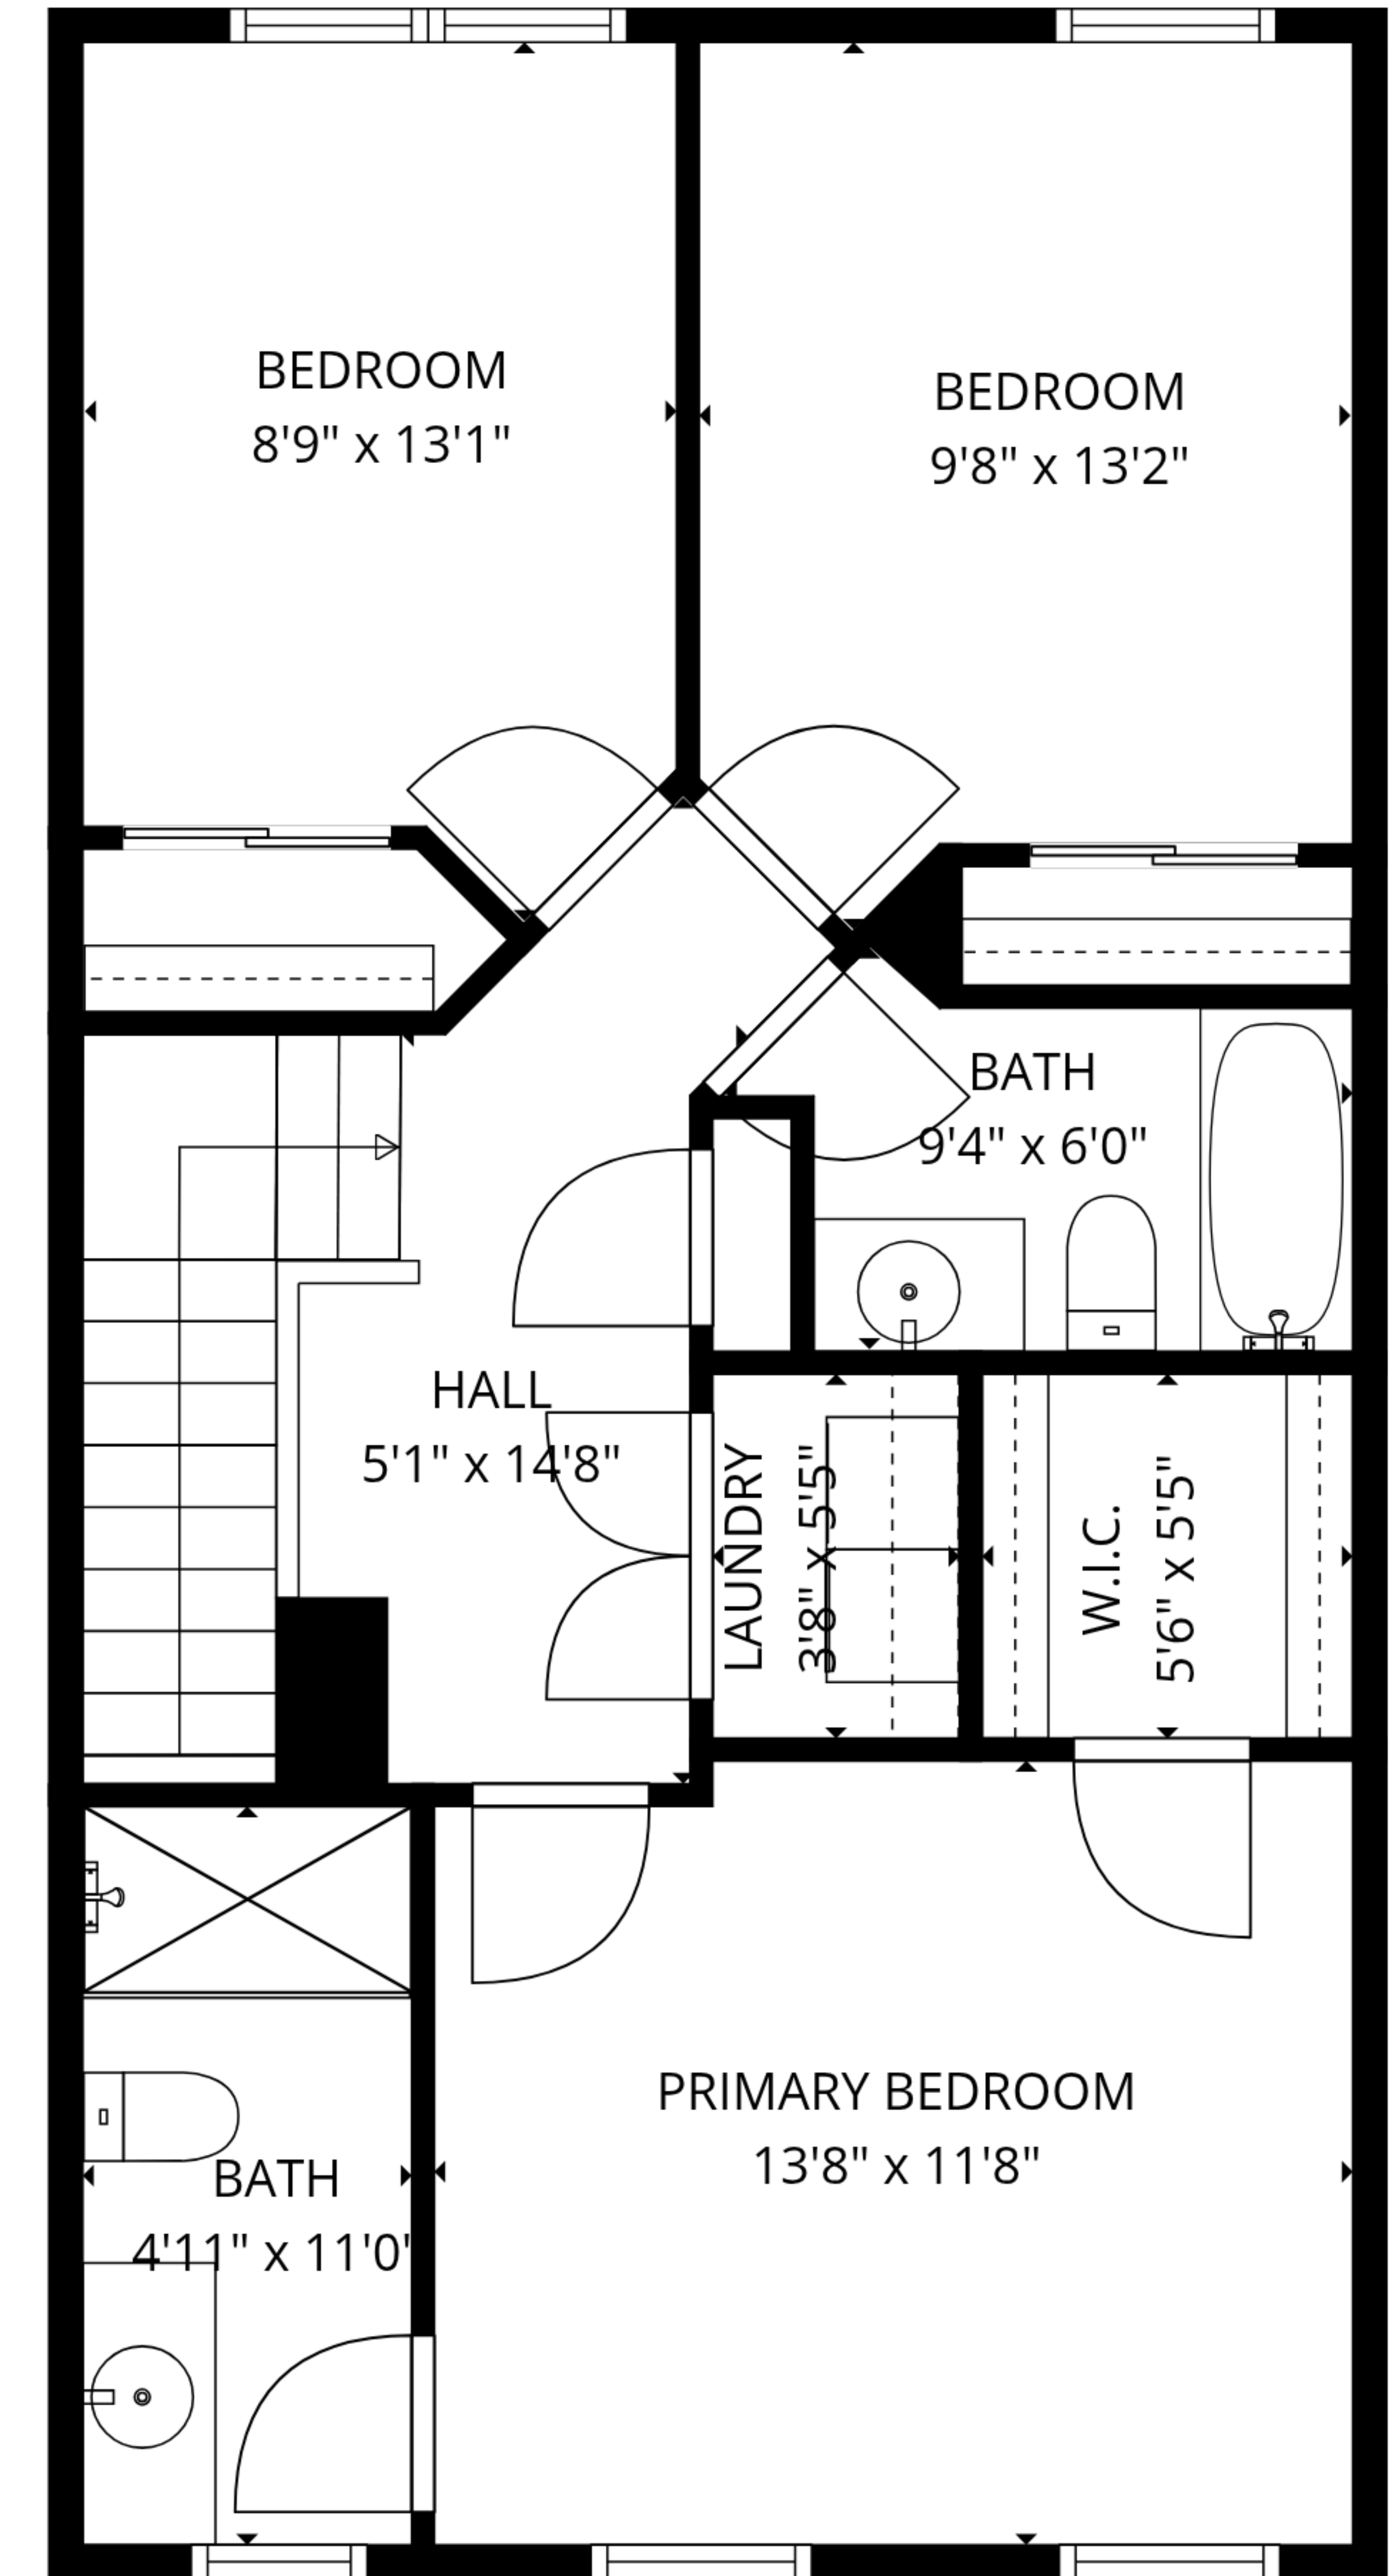 BEDROOM
8'9" x 13'1"
BEDROOM
9'8" x 13'2"
BATH
9'4" x 6'0"
HALL
5'1" x 14'8"
LAUNDRY
3'8" x 5'5"
W.I.C.
5'6" x 5'5"
PRIMARY BEDROOM
13'8" x 11'8"
BATH
4'11" x 11'0"